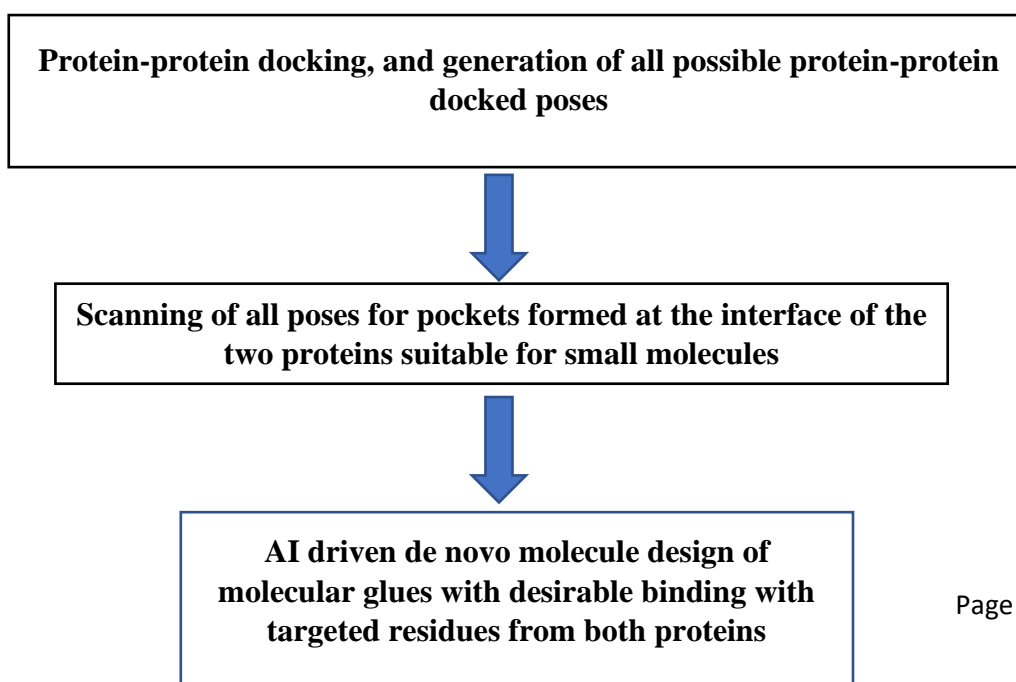 Protein-protein docking, and generation of all possible protein-protein
docked poses
Scanning of all poses for pockets formed at the interface of the
two proteins suitable for small molecules
AI driven de novo molecule design of
molecular glues with desirable binding with
targeted residues from both proteins
Page